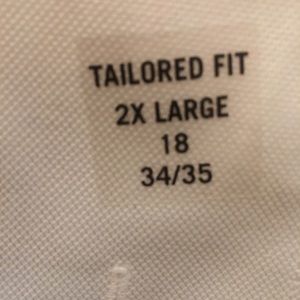 TAILORED FIT
2X LARGE
18
34/35